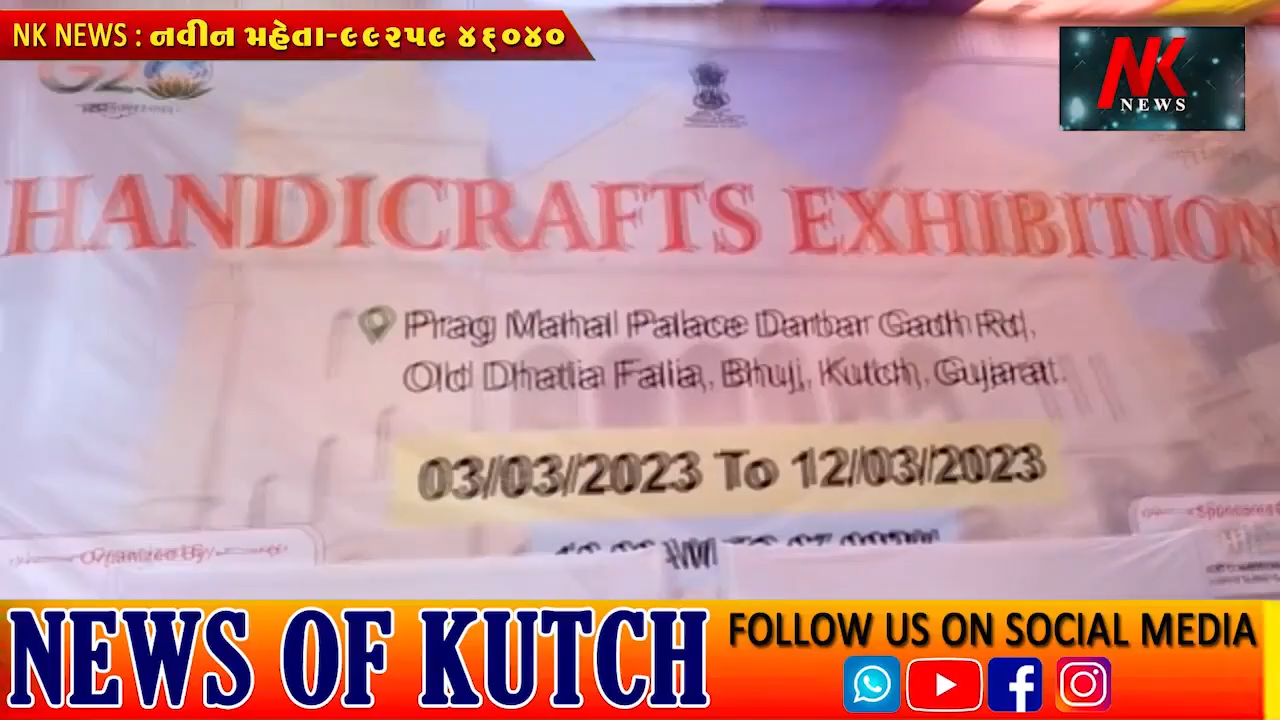 NK NEWS : નવીન મહેતા-૯૯૨૫૯ ૪૬૦૪૦
NK
NEWS
G20
HANDICRAFTS EXHIBITION
Prag Mahal Palace Darbar Gadh Rd,
Old Dhatia Falia, Bhuj, Kutch, Gujarat.
03/03/2023 To 12/03/2023
Organized By
Sponsored
NEWS OF KUTCH
FOLLOW US ON SOCIAL MEDIA